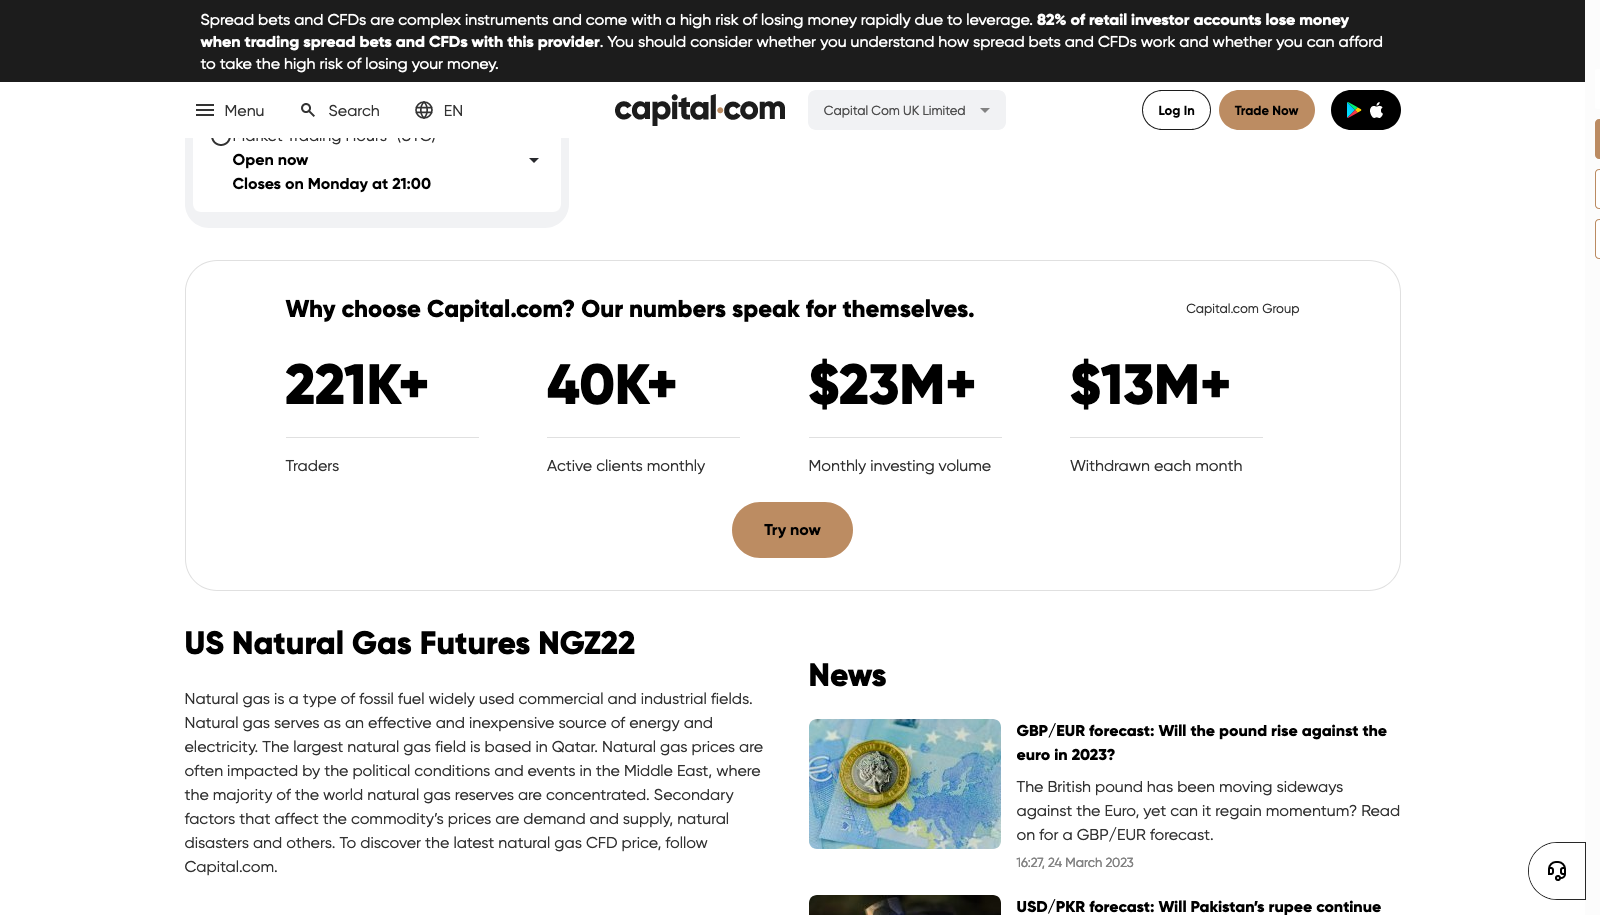 Spread bets and CFDs are complex instruments and come with a high risk of losing money rapidly due to leverage. 82% of retail investor accounts lose money
when trading spread bets and CFDs with this provider. You should consider whether you understand how spread bets and CFDs work and whether you can afford
to take the high risk of losing your money.
Menu
Search
EN
capital.com
Capital Com UK Limited
Log In
Trade Now
Market Trading Hours* (UTC)
Open now
Closes on Monday at 21:00
Why choose Capital.com? Our numbers speak for themselves.
Capital.com Group
221K+
40K+
$23M+
$13M+
Traders
Active clients monthly
Monthly investing volume
Withdrawn each month
Try now
US Natural Gas Futures NGZ22
Natural gas is a type of fossil fuel widely used commercial and industrial fields.
Natural gas serves as an effective and inexpensive source of energy and
electricity. The largest natural gas field is based in Qatar. Natural gas prices are
often impacted by the political conditions and events in the Middle East, where
the majority of the world natural gas reserves are concentrated. Secondary
factors that affect the commodity's prices are demand and supply, natural
disasters and others. To discover the latest natural gas CFD price, follow
Capital.com.
News
GBP/EUR forecast: Will the pound rise against the
euro in 2023?
The British pound has been moving sideways
against the Euro, yet can it regain momentum? Read
on for a GBP/EUR forecast.
16:27, 24 March 2023
USD/PKR forecast: Will Pakistan's rupee continue